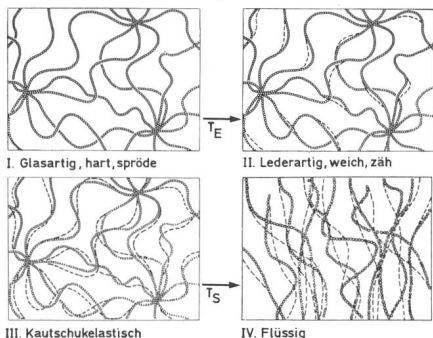 T_E
I. Glasartig, hart, spröde
II. Lederartig, weich, zäh
T_S
III. Kautschukelastisch
IV. Flüssig